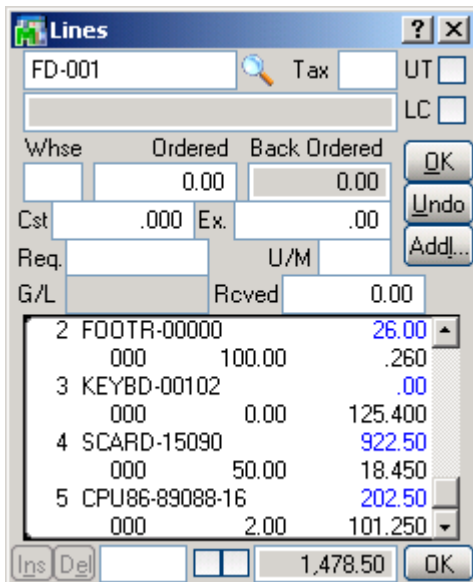 Lines
FD-001 Tax UT
LC
Whse Ordered Back Ordered OK
0.00 0.00
Undo
Cst .000 Ex. .00
Addl...
Req. U/M
G/L Rcved 0.00
2 FOOTR-00000 26.00
000 100.00 .260
3 KEYBD-00102 .00
000 0.00 125.400
4 SCARD-15090 922.50
000 50.00 18.450
5 CPU86-89088-16 202.50
000 2.00 101.250
Ins Del 1,478.50 OK